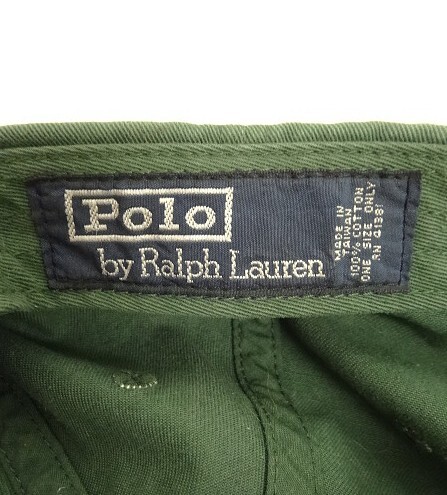 Polo
by Ralph Lauren
MADE IN
TAIWAN
100% COTTON
ONE SIZE ONLY
RN 41381